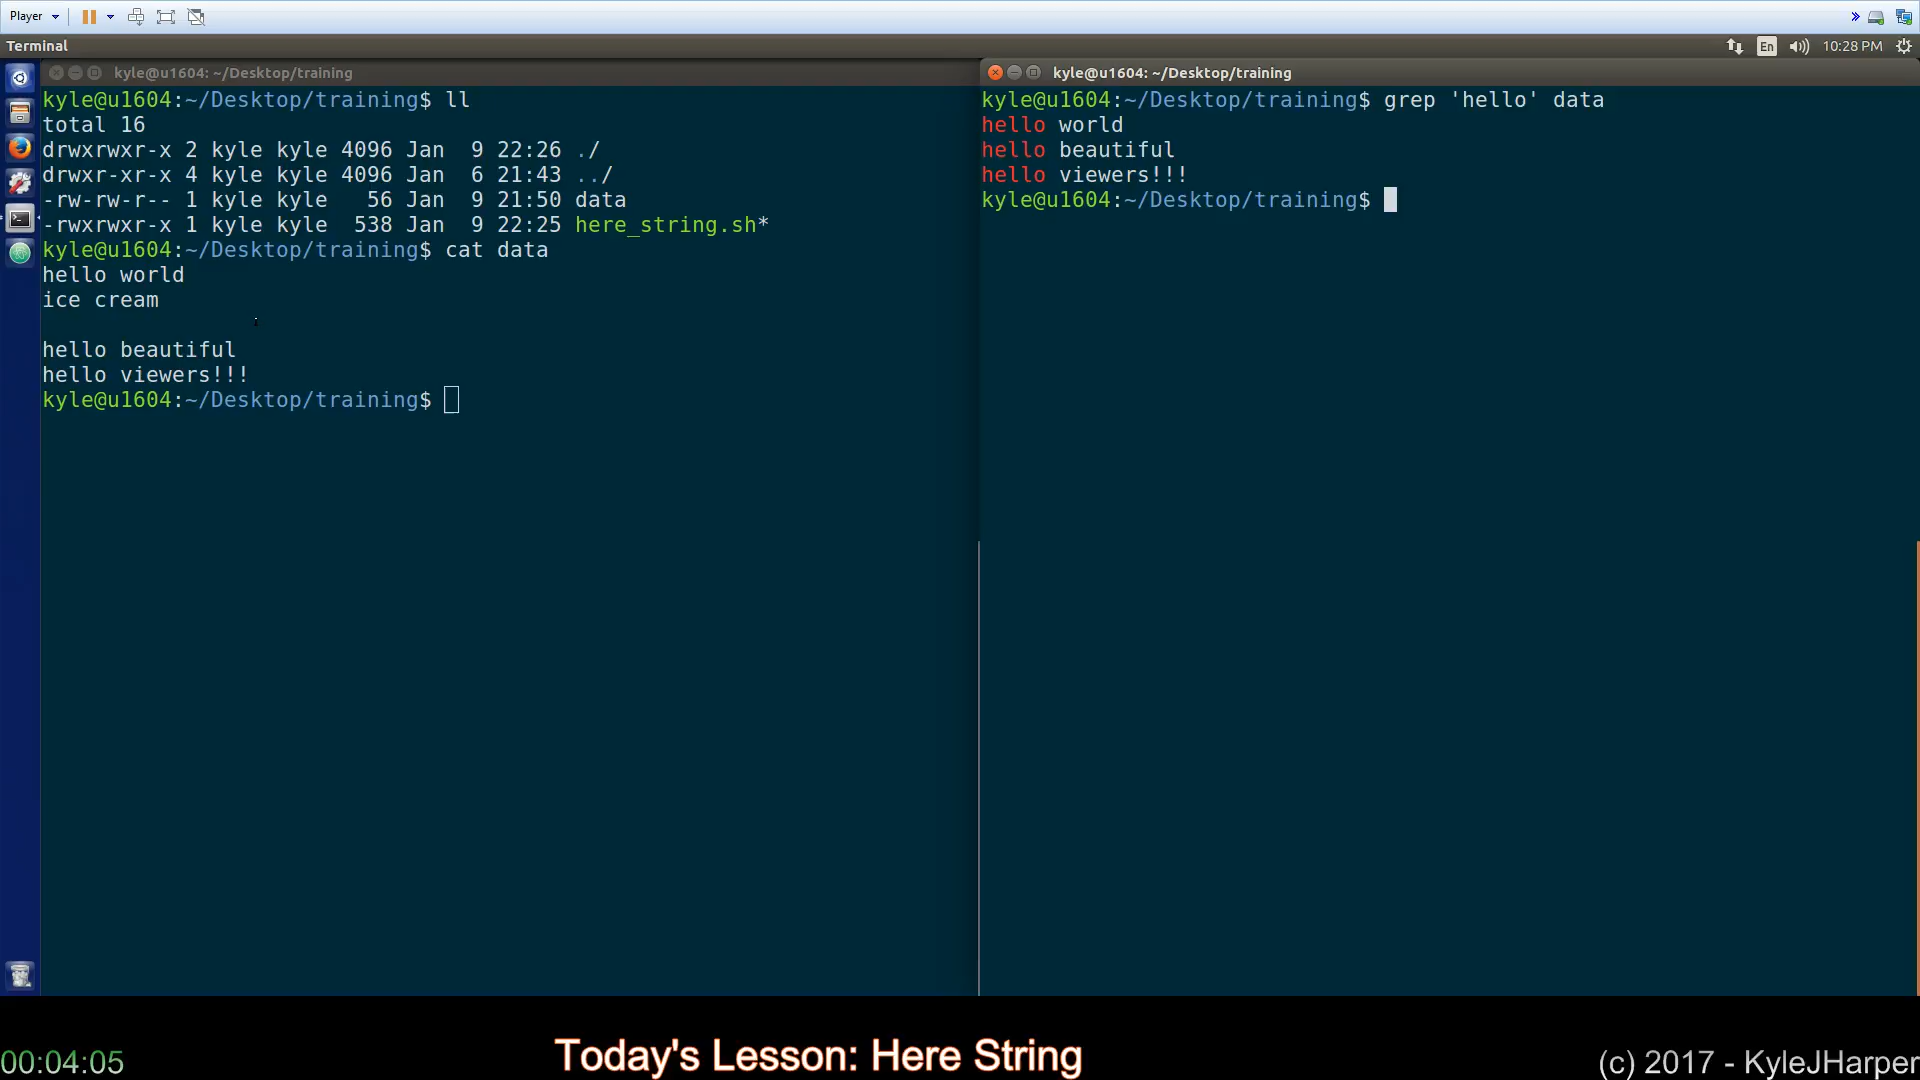 Player
Terminal
En
10:28 PM
kyle@u1604: ~/Desktop/training
kyle@u1604:~/Desktop/training$ ll
total 16
drwxrwxr-x 2 kyle kyle 4096 Jan  9 22:26 ./
drwxr-xr-x 4 kyle kyle 4096 Jan  6 21:43 ../
-rw-rw-r-- 1 kyle kyle   56 Jan  9 21:50 data
-rwxrwxr-x 1 kyle kyle  538 Jan  9 22:25 here_string.sh*
kyle@u1604:~/Desktop/training$ cat data
hello world
ice cream
hello beautiful
hello viewers!!!
kyle@u1604:~/Desktop/training$
kyle@u1604: ~/Desktop/training
kyle@u1604:~/Desktop/training$ grep 'hello' data
hello world
hello beautiful
hello viewers!!!
kyle@u1604:~/Desktop/training$
00:04:05
Today's Lesson: Here String
(c) 2017 - KyleJHarper